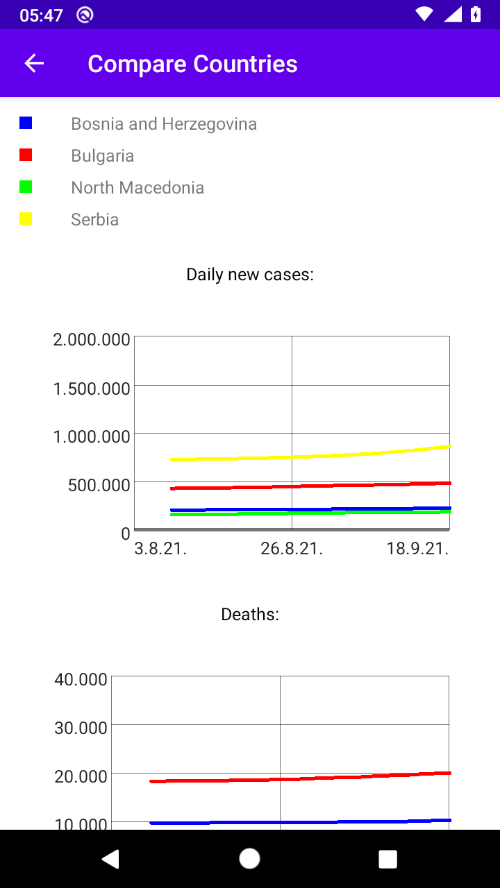 05:47
Compare Countries
Bosnia and Herzegovina
Bulgaria
North Macedonia
Serbia
Daily new cases:
2.000.000
1.500.000
1.000.000
500.000
0
3.8.21. 26.8.21. 18.9.21.
Deaths:
40.000
30.000
20.000
10.000